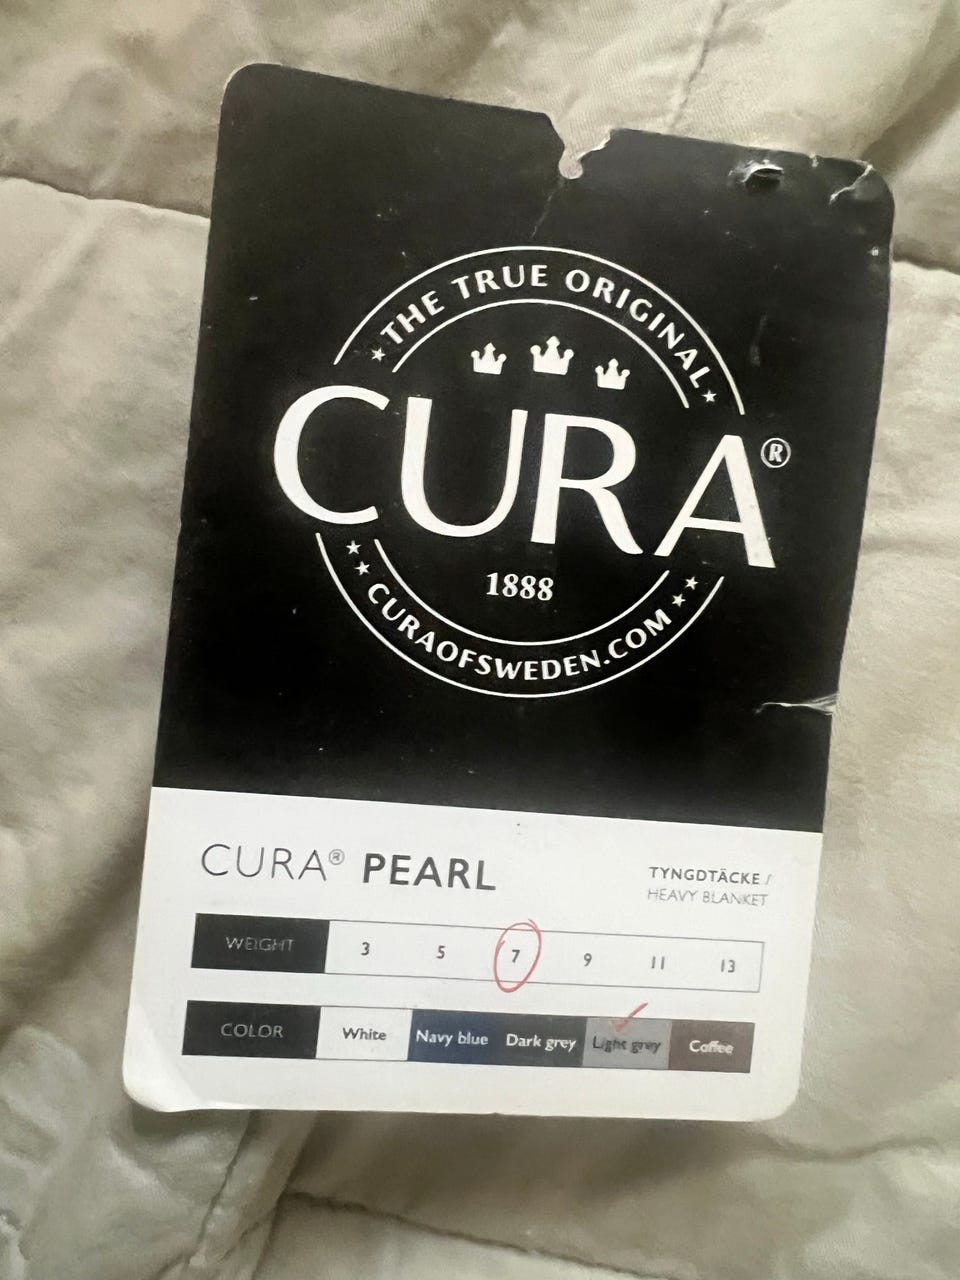 THE TRUE ORIGINAL
CURA®
1888
CURAOFSWEDEN.COM
CURA® PEARL
TYNGDTÄCKE /
HEAVY BLANKET
WEIGHT 3 5 7 9 11 13
COLOR White Navy blue Dark grey Light grey Coffee